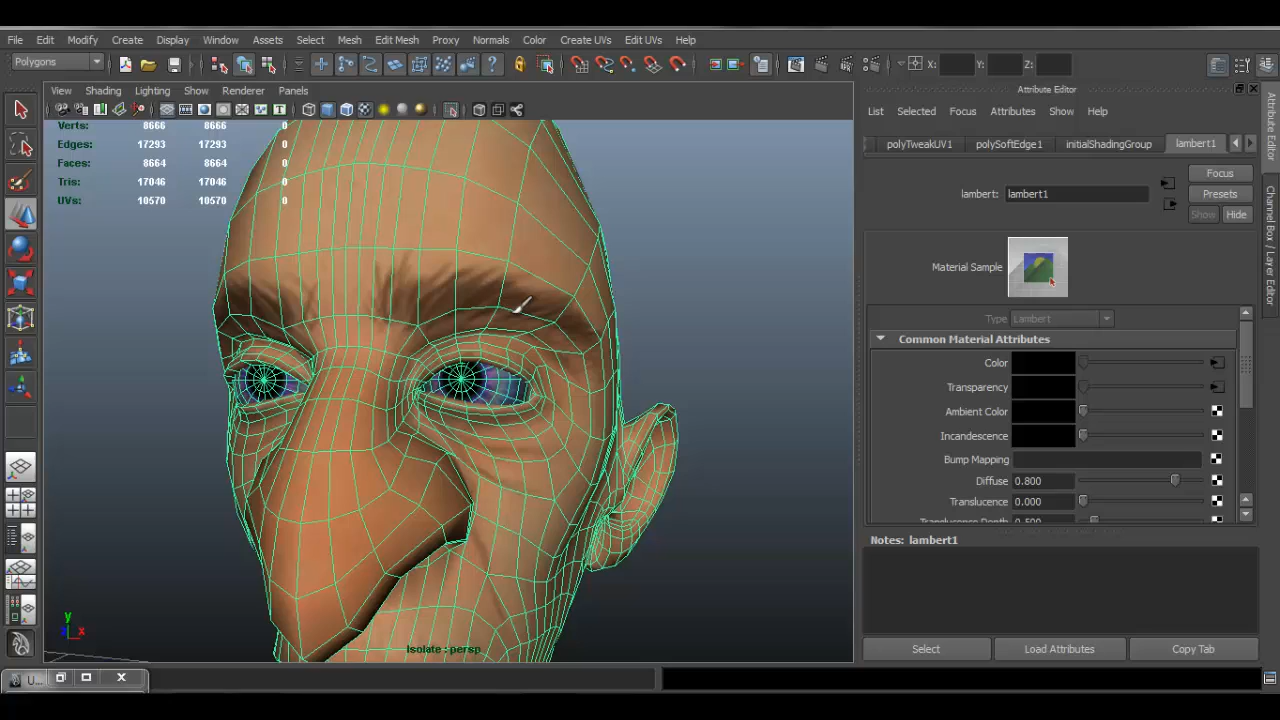 File Edit Modify Create Display Window Assets Select Mesh Edit Mesh Proxy Normals Color Create UVs Edit UVs Help
Polygons
X: Y: Z:
View Shading Lighting Show Renderer Panels
Verts: 8666 8666 0
Edges: 17293 17293 0
Faces: 8664 8664 0
Tris: 17046 17046 0
UVs: 10570 10570 0
y
x
Isolate : persp
U...
Attribute Editor
List Selected Focus Attributes Show Help
polyTweakUV1 polySoftEdge1 initialShadingGroup lambert1
Focus
lambert: lambert1
Presets
Show Hide
Material Sample
Type Lambert
Common Material Attributes
Color
Transparency
Ambient Color
Incandescence
Bump Mapping
Diffuse 0.800
Translucence 0.000
Translucence Depth 0.500
Notes: lambert1
Select Load Attributes Copy Tab
Attribute Editor
Channel Box / Layer Editor